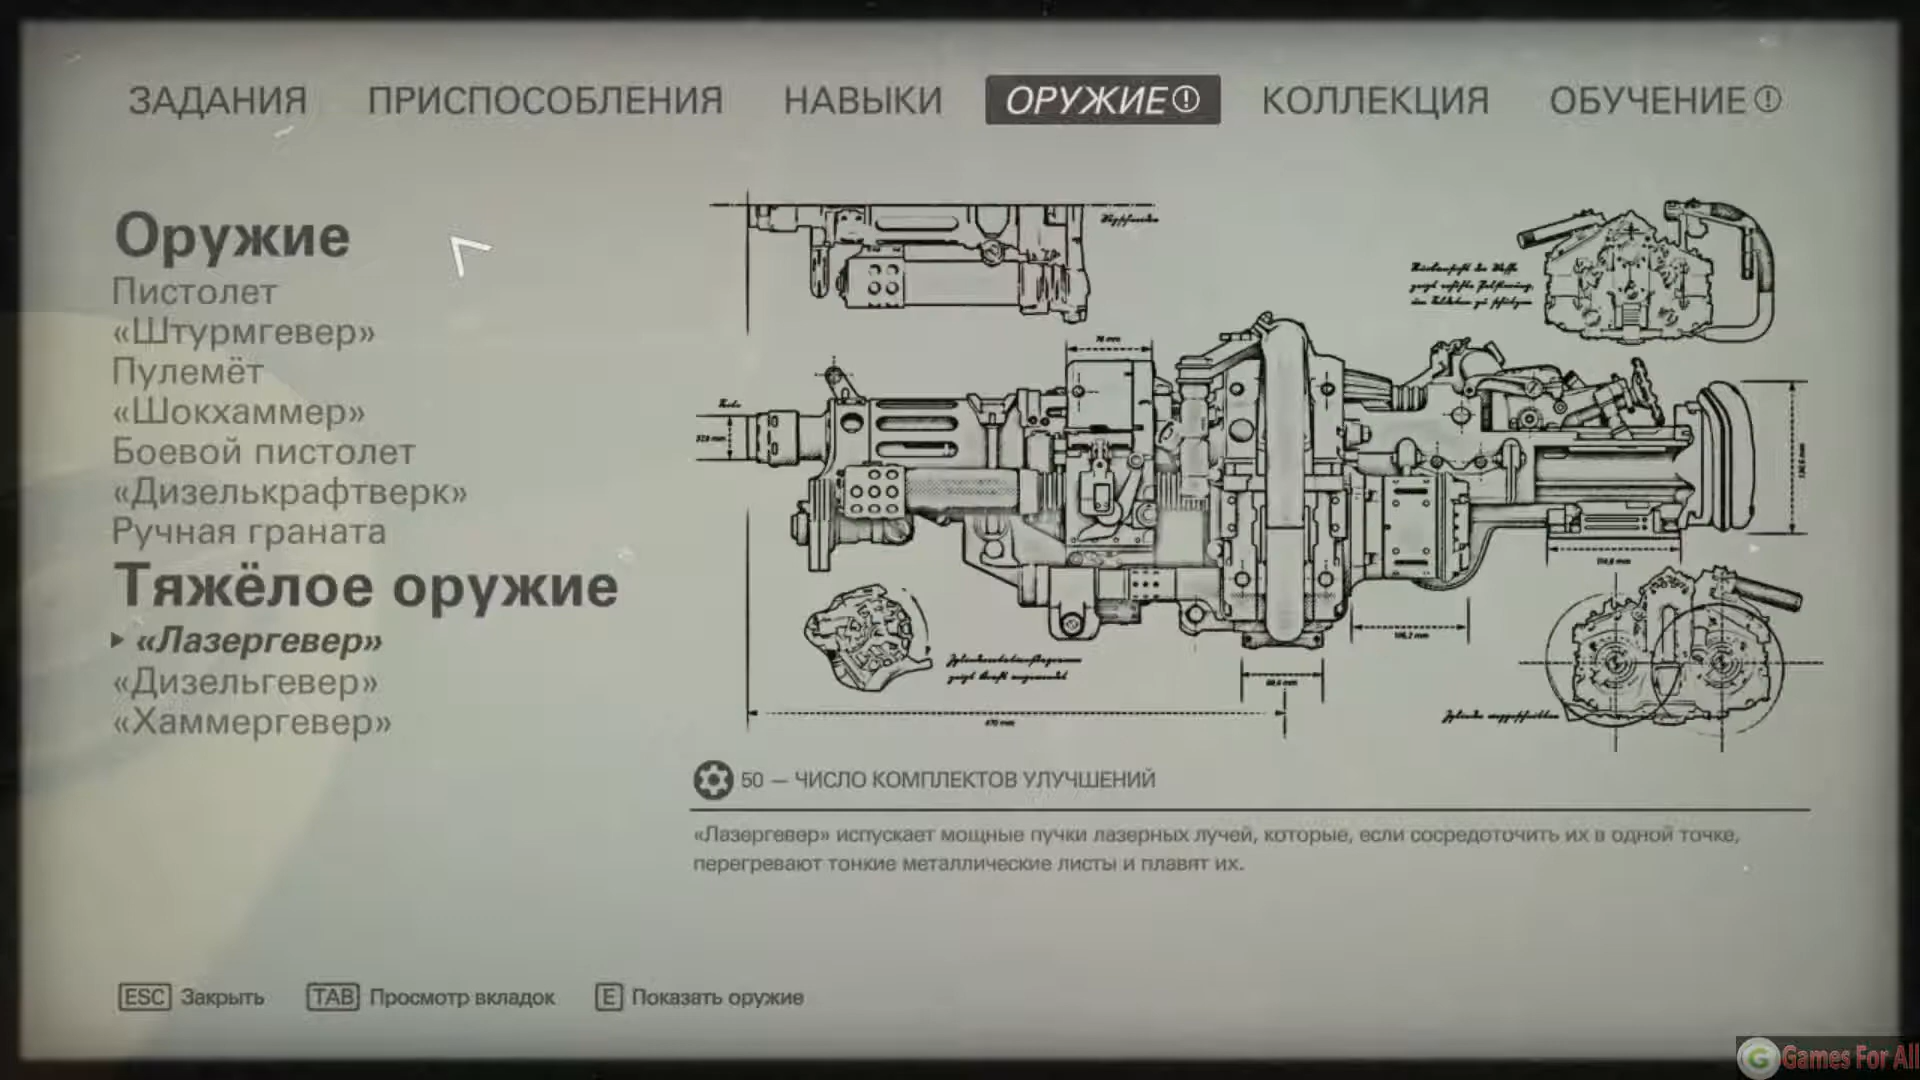 ЗАДАНИЯ ПРИСПОСОБЛЕНИЯ НАВЫКИ ОРУЖИЕ КОЛЛЕКЦИЯ ОБУЧЕНИЕ
Оружие
Пистолет
«Штурмгевер»
Пулемёт
«Шокхаммер»
Боевой пистолет
«Дизелькрафтверк»
Ручная граната
Тяжёлое оружие
«Лазергевер»
«Дизельгевер»
«Хаммергевер»
76 mm
50 — ЧИСЛО КОМПЛЕКТОВ УЛУЧШЕНИЙ
«Лазергевер» испускает мощные пучки лазерных лучей, которые, если сосредоточить их в одной точке,
перегревают тонкие металлические листы и плавят их.
ESC Закрыть TAB Просмотр вкладок E Показать оружие
G Games For All